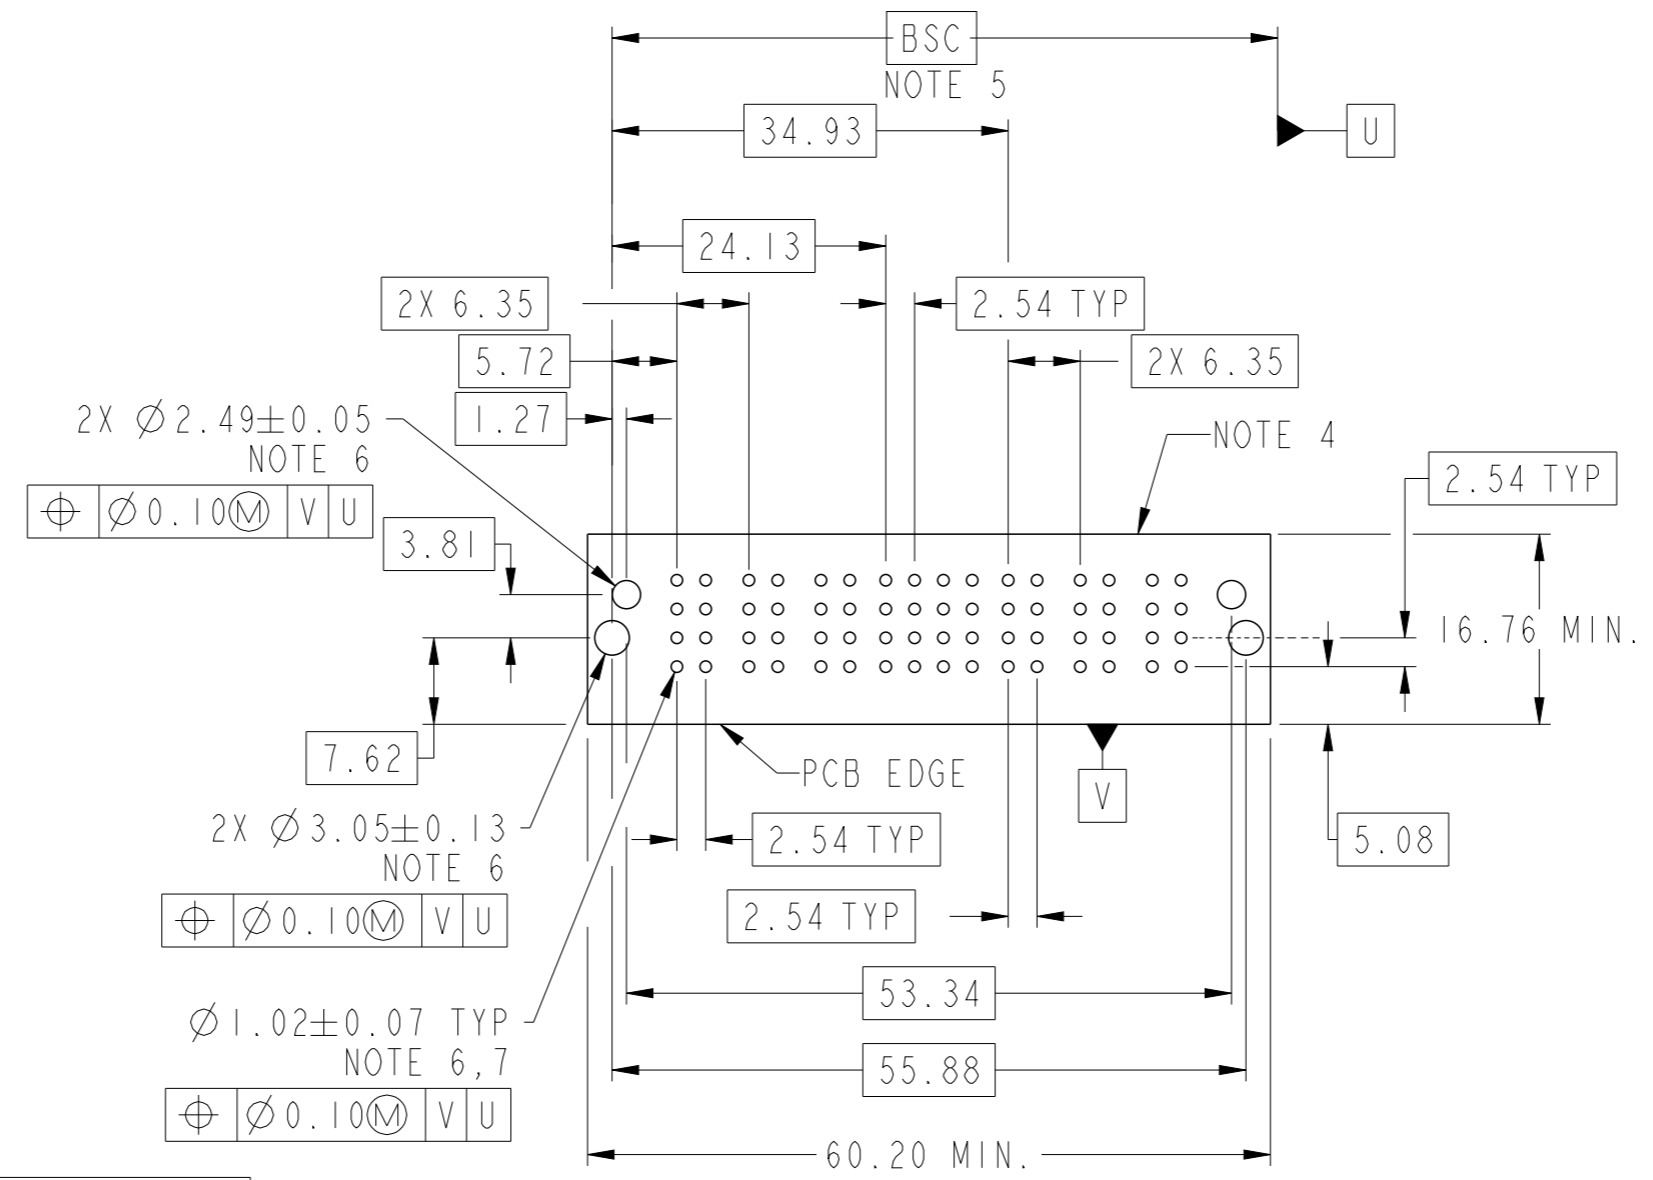 BSC
NOTE 5
34.93
U
24.13
2X 6.35
2.54 TYP
5.72
2X 6.35
1.27
2X ⌀2.49±0.05
NOTE 6
⌖ ⌀0.10Ⓜ V U
NOTE 4
2.54 TYP
3.81
16.76 MIN.
7.62
PCB EDGE
V
2X ⌀3.05±0.13
NOTE 6
⌖ ⌀0.10Ⓜ V U
2.54 TYP
5.08
2.54 TYP
53.34
⌀1.02±0.07 TYP
NOTE 6,7
⌖ ⌀0.10Ⓜ V U
55.88
60.20 MIN.